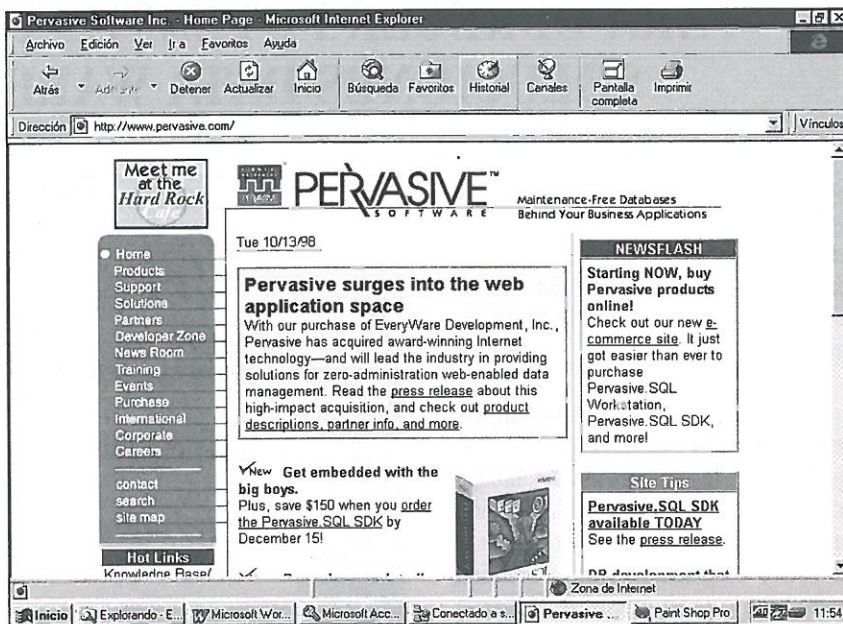 Pervasive Software Inc. - Home Page - Microsoft Internet Explorer
Archivo Edición Ver Ir a Favoritos Ayuda
Atrás Detener Actualizar Inicio Búsqueda Favoritos Historial Canales Pantalla completa Imprimir
Dirección http://www.pervasive.com/ Vínculos
Meet me
at the
Hard Rock
Cafe
PERVASIVE™
SOFTWARE
Maintenance-Free Databases
Behind Your Business Applications
Home
Products
Support
Solutions
Partners
Developer Zone
News Room
Training
Events
Purchase
International
Corporate
Careers
contact
search
site map
Hot Links
Knowledge Base/
Tue 10/13/98
Pervasive surges into the web
application space
With our purchase of EveryWare Development, Inc.,
Pervasive has acquired award-winning Internet
technology—and will lead the industry in providing
solutions for zero-administration web-enabled data
management. Read the press release about this
high-impact acquisition, and check out product
descriptions, partner info, and more.
New Get embedded with the
big boys.
Plus, save $150 when you order
the Pervasive.SQL SDK by
December 15!
NEWSFLASH
Starting NOW, buy
Pervasive products
online!
Check out our new e-
commerce site. It just
got easier than ever to
purchase
Pervasive.SQL
Workstation,
Pervasive.SQL SDK,
and more!
Site Tips
Pervasive.SQL SDK
available TODAY
See the press release.
DB development that
Zona de Internet
Inicio Explorando - E... Microsoft Wor... Microsoft Acc... Conectado a s... Pervasive ... Paint Shop Pro 11:54